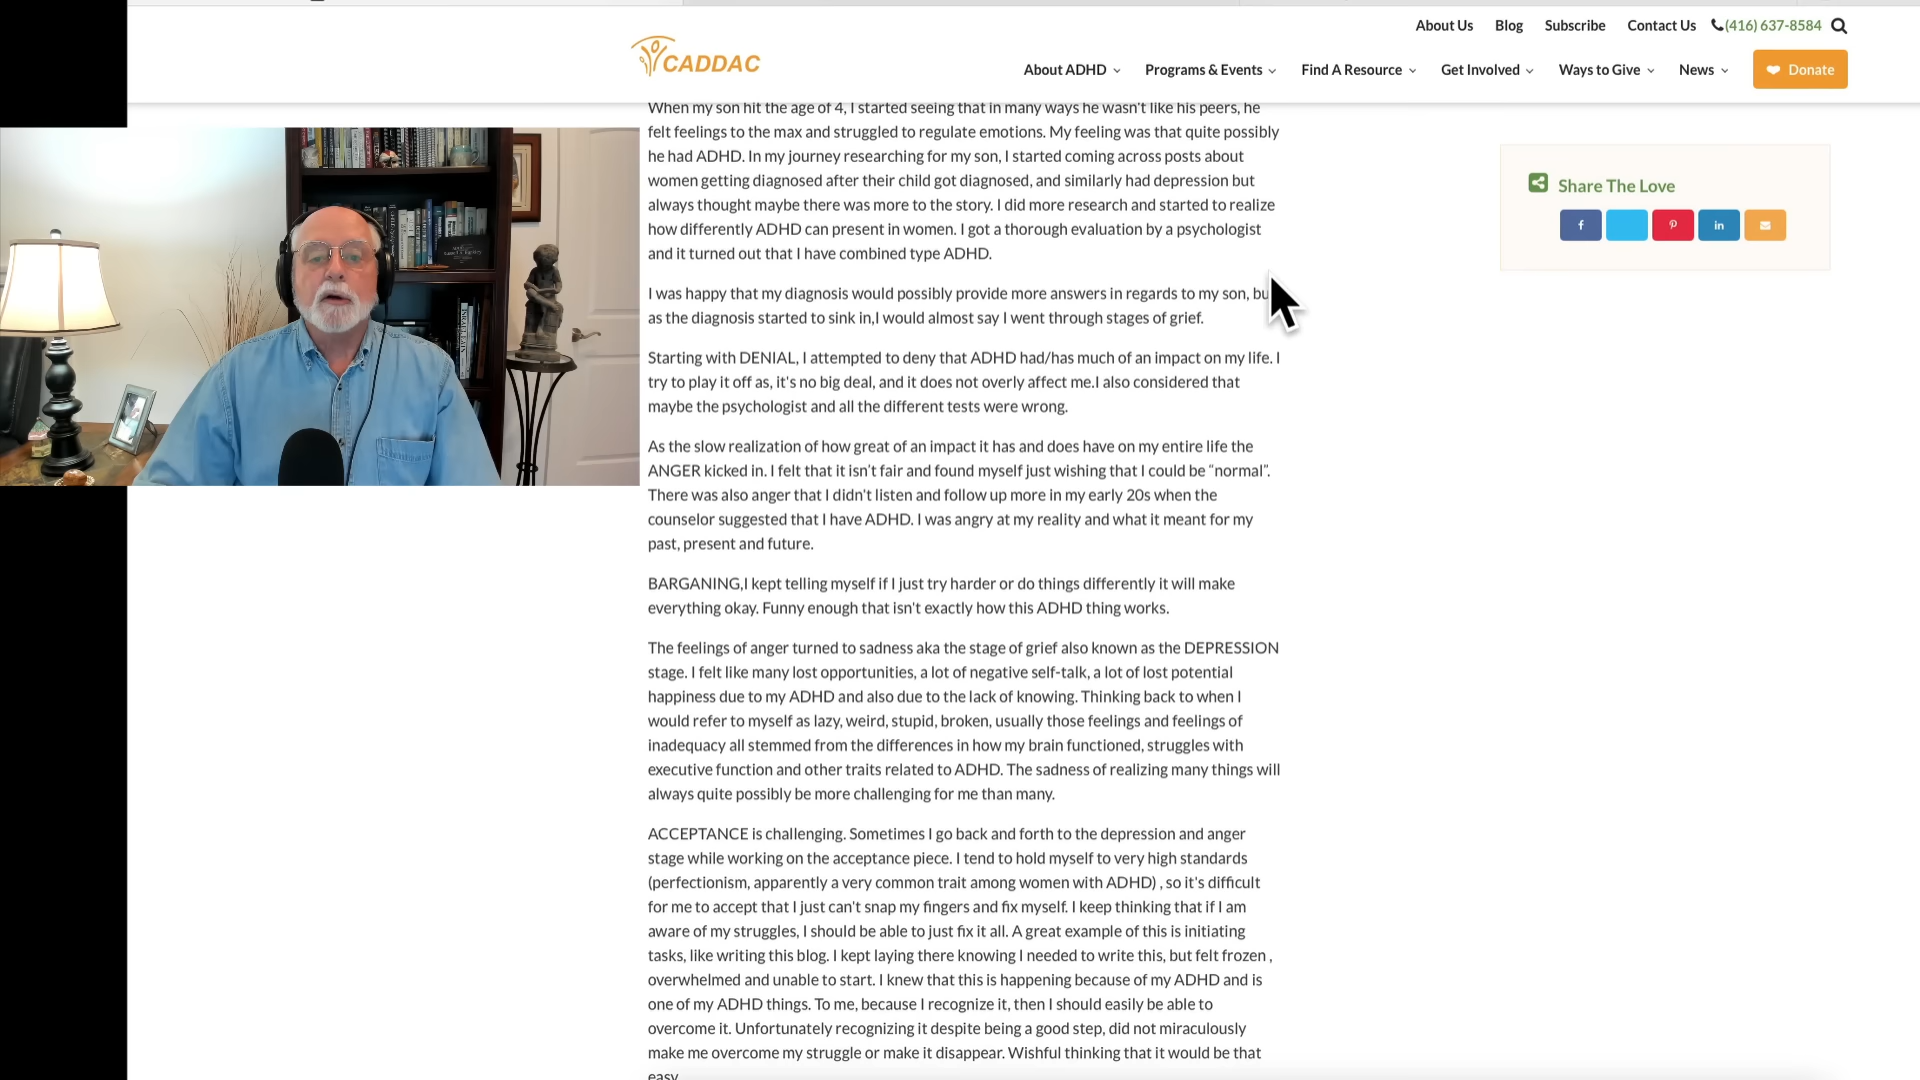 About Us Blog Subscribe Contact Us (416) 637-8584
CADDAC
About ADHD Programs & Events Find A Resource Get Involved Ways to Give News Donate
When my son hit the age of 4, I started seeing that in many ways he wasn't like his peers, he
felt feelings to the max and struggled to regulate emotions. My feeling was that quite possibly
he had ADHD. In my journey researching for my son, I started coming across posts about
women getting diagnosed after their child got diagnosed, and similarly had depression but
always thought maybe there was more to the story. I did more research and started to realize
how differently ADHD can present in women. I got a thorough evaluation by a psychologist
and it turned out that I have combined type ADHD.
I was happy that my diagnosis would possibly provide more answers in regards to my son, bu
as the diagnosis started to sink in,I would almost say I went through stages of grief.
Starting with DENIAL, I attempted to deny that ADHD had/has much of an impact on my life. I
try to play it off as, it's no big deal, and it does not overly affect me.I also considered that
maybe the psychologist and all the different tests were wrong.
As the slow realization of how great of an impact it has and does have on my entire life the
ANGER kicked in. I felt that it isn't fair and found myself just wishing that I could be “normal”.
There was also anger that I didn't listen and follow up more in my early 20s when the
counselor suggested that I have ADHD. I was angry at my reality and what it meant for my
past, present and future.
BARGANING,I kept telling myself if I just try harder or do things differently it will make
everything okay. Funny enough that isn't exactly how this ADHD thing works.
The feelings of anger turned to sadness aka the stage of grief also known as the DEPRESSION
stage. I felt like many lost opportunities, a lot of negative self-talk, a lot of lost potential
happiness due to my ADHD and also due to the lack of knowing. Thinking back to when I
would refer to myself as lazy, weird, stupid, broken, usually those feelings and feelings of
inadequacy all stemmed from the differences in how my brain functioned, struggles with
executive function and other traits related to ADHD. The sadness of realizing many things will
always quite possibly be more challenging for me than many.
ACCEPTANCE is challenging. Sometimes I go back and forth to the depression and anger
stage while working on the acceptance piece. I tend to hold myself to very high standards
(perfectionism, apparently a very common trait among women with ADHD) , so it's difficult
for me to accept that I just can't snap my fingers and fix myself. I keep thinking that if I am
aware of my struggles, I should be able to just fix it all. A great example of this is initiating
tasks, like writing this blog. I kept laying there knowing I needed to write this, but felt frozen ,
overwhelmed and unable to start. I knew that this is happening because of my ADHD and is
one of my ADHD things. To me, because I recognize it, then I should easily be able to
overcome it. Unfortunately recognizing it despite being a good step, did not miraculously
make me overcome my struggle or make it disappear. Wishful thinking that it would be that
easy
Share The Love
f
in